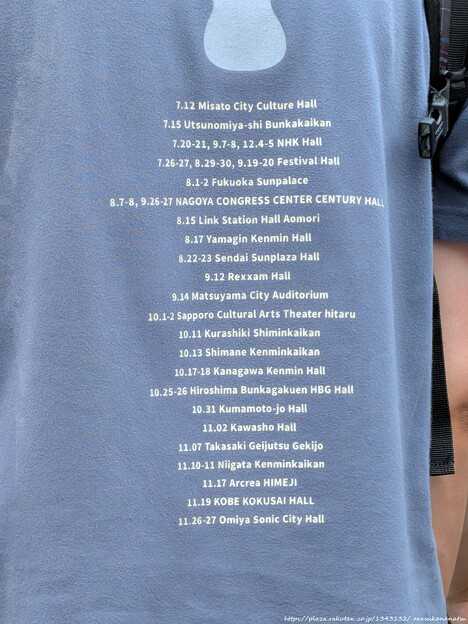 7.12 Misato City Culture Hall
7.15 Utsunomiya-shi Bunkakaikan
7.20-21, 9.7-8, 12.4-5 NHK Hall
7.26-27, 8.29-30, 9.19-20 Festival Hall
8.1-2 Fukuoka Sunpalace
8.7-8, 9.26-27 NAGOYA CONGRESS CENTER CENTURY HALL
8.15 Link Station Hall Aomori
8.17 Yamagin Kenmin Hall
8.22-23 Sendai Sunplaza Hall
9.12 Rexxam Hall
9.14 Matsuyama City Auditorium
10.1-2 Sapporo Cultural Arts Theater hitaru
10.11 Kurashiki Shiminkaikan
10.13 Shimane Kenminkaikan
10.17-18 Kanagawa Kenmin Hall
10.25-26 Hiroshima Bunkagakuen HBG Hall
10.31 Kumamoto-jo Hall
11.02 Kawasho Hall
11.07 Takasaki Geijutsu Gekijo
11.10-11 Niigata Kenminkaikan
11.17 Arcrea HIMEJI
11.19 KOBE KOKUSAI HALL
11.26-27 Omiya Sonic City Hall